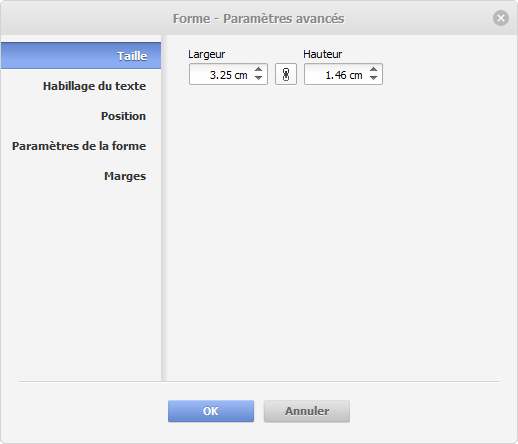 Forme - Paramètres avancés
Taille
Habillage du texte
Position
Paramètres de la forme
Marges
Largeur
Hauteur
3.25 cm
1.46 cm
OK
Annuler